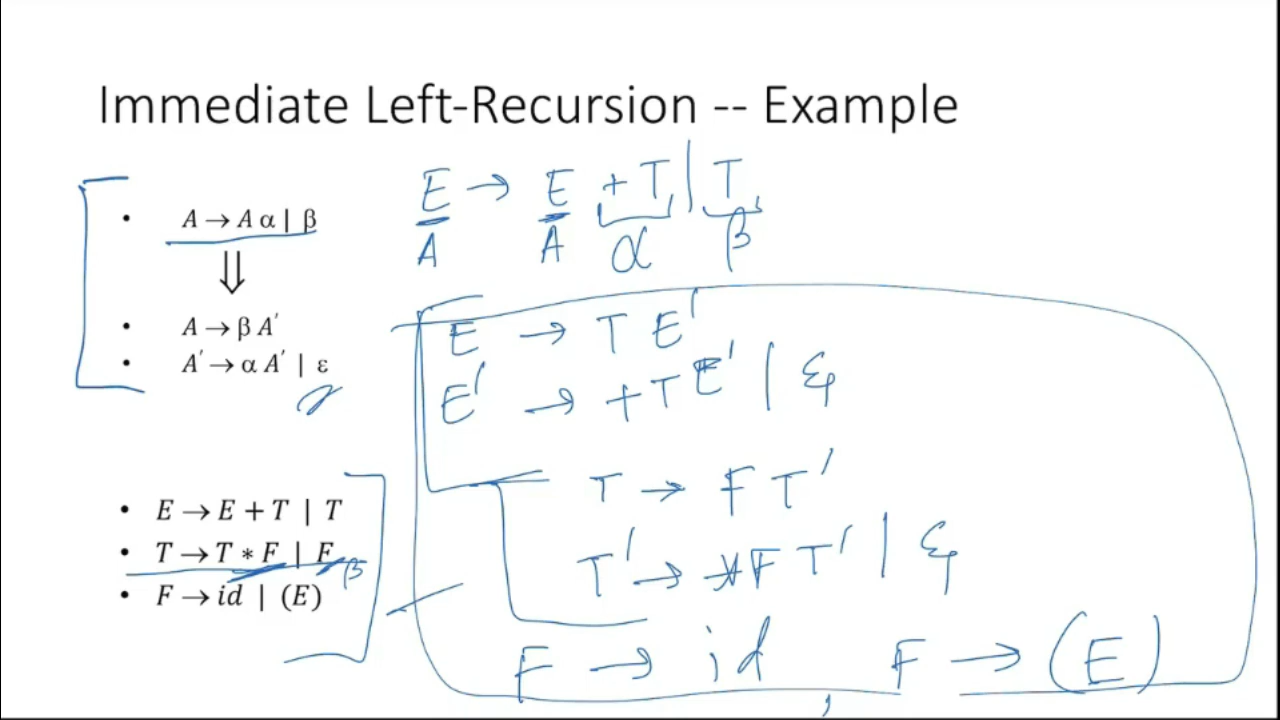 Immediate Left-Recursion -- Example
E → E + T | T
A A α β
• A → A α | β
⇓
• A → β A'
• A' → α A' | ε
E → T E'
E' → + T E' | ε
T → F T'
T' → * F T' | ε
F → id , F → (E)
• E → E + T | T
• T → T * F | F
β
• F → id | (E)